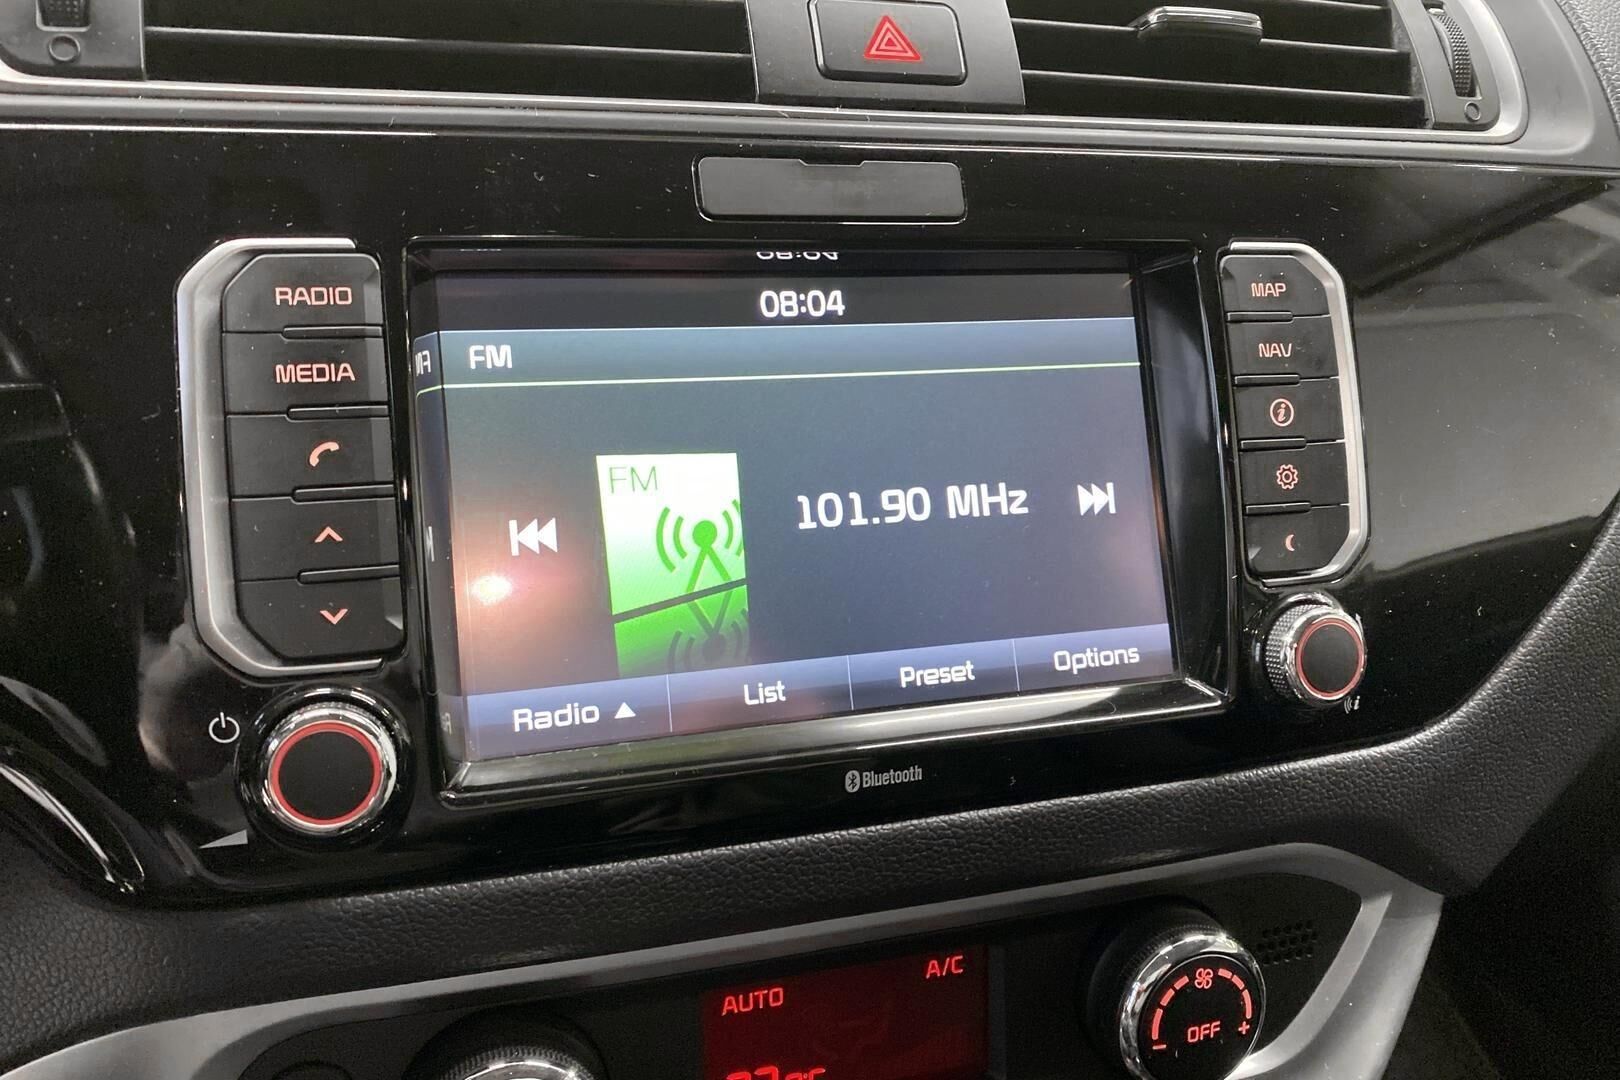 08:04
RADIO
MEDIA
FM
FM
101.90 MHz
Radio
List
Preset
Options
MAP
NAV
Bluetooth
AUTO
A/C
OFF